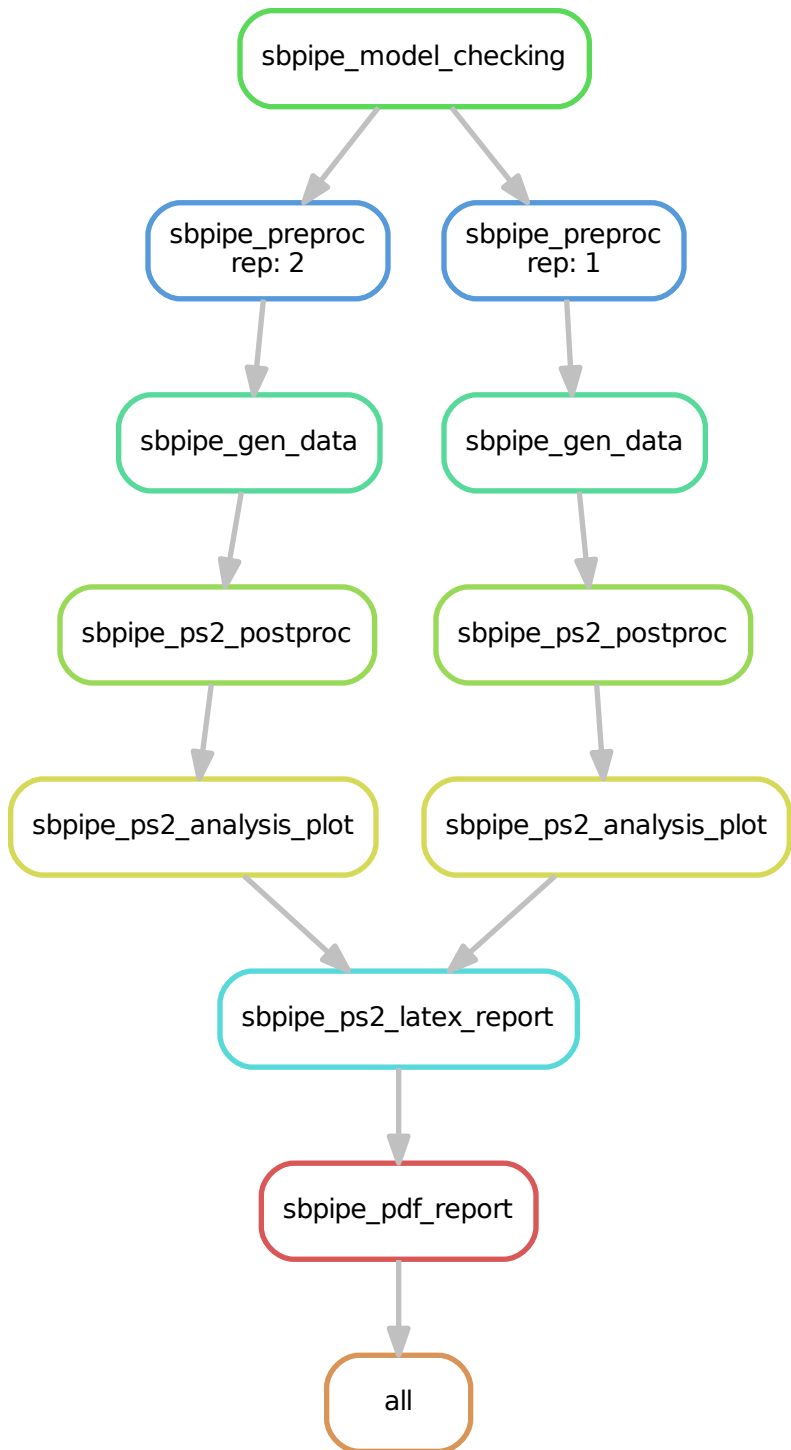 sbpipe_model_checking
sbpipe_preproc
rep: 2
sbpipe_preproc
rep: 1
sbpipe_gen_data
sbpipe_gen_data
sbpipe_ps2_postproc
sbpipe_ps2_postproc
sbpipe_ps2_analysis_plot
sbpipe_ps2_analysis_plot
sbpipe_ps2_latex_report
sbpipe_pdf_report
all